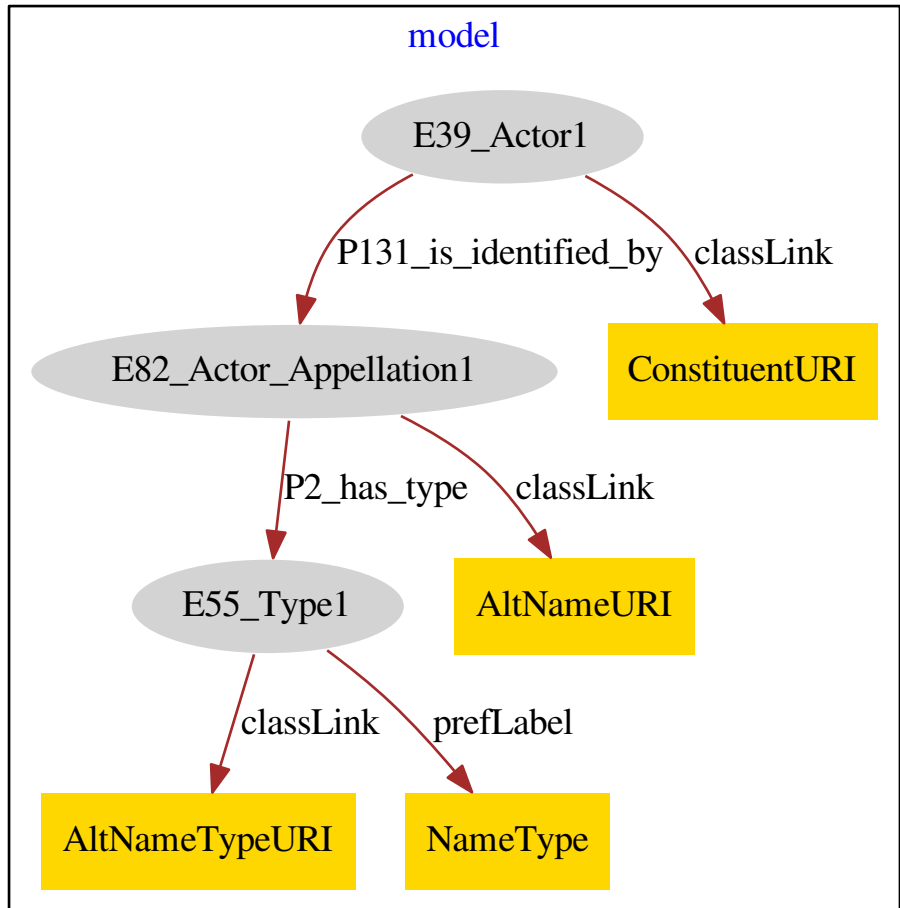 model
E39_Actor1
P131_is_identified_by
classLink
E82_Actor_Appellation1
ConstituentURI
P2_has_type
classLink
E55_Type1
AltNameURI
classLink
prefLabel
AltNameTypeURI
NameType